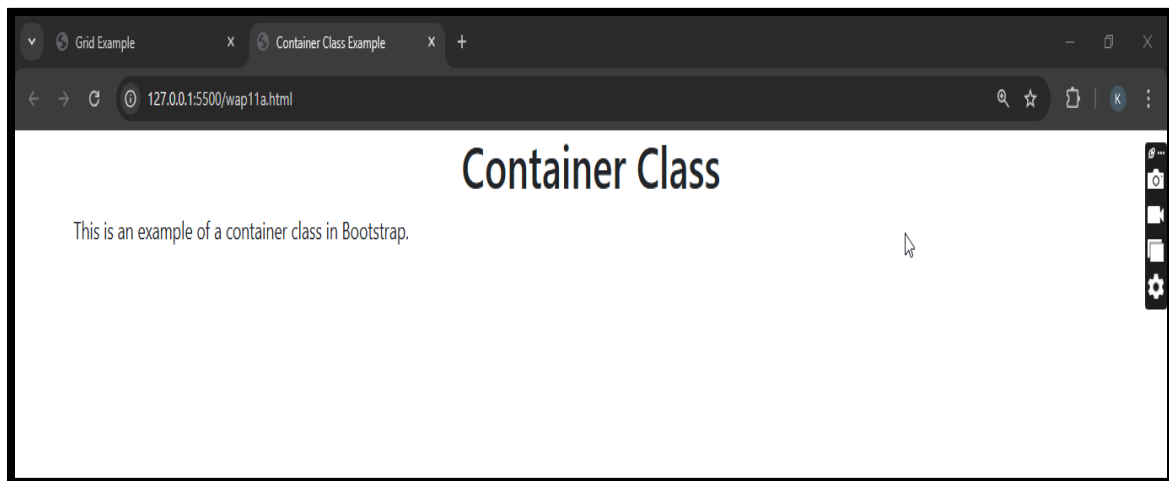 Grid Example X Container Class Example X +
127.0.0.1:5500/wap11a.html K
Container Class
This is an example of a container class in Bootstrap.